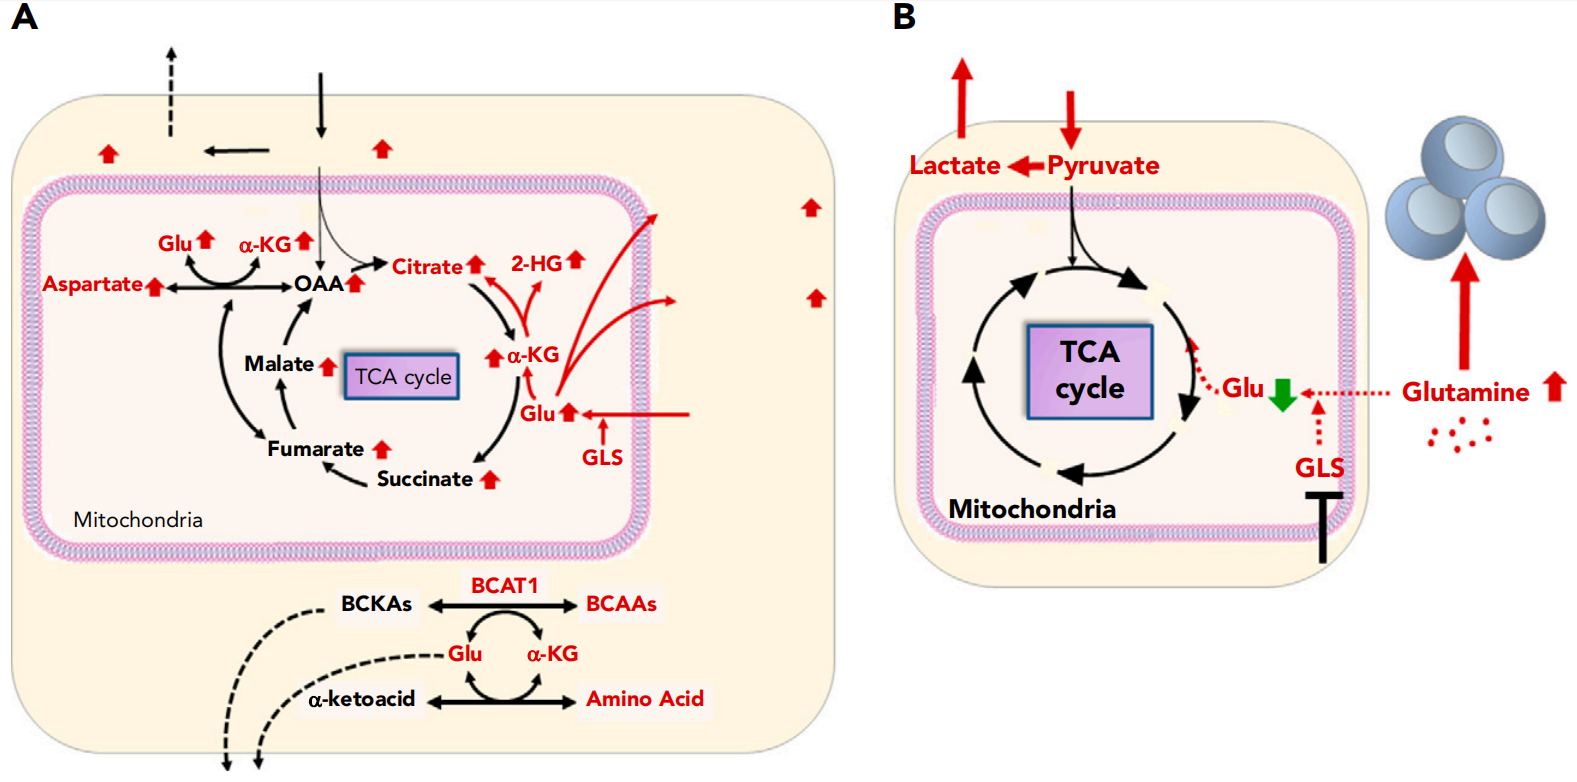 A
Glu
α-KG
Aspartate
OAA
Citrate
2-HG
Malate
TCA cycle
α-KG
Glu
Fumarate
GLS
Succinate
Mitochondria
BCAT1
BCKAs
BCAAs
Glu
α-KG
α-ketoacid
Amino Acid
B
Lactate
Pyruvate
TCA
cycle
Glu
Glutamine
GLS
Mitochondria